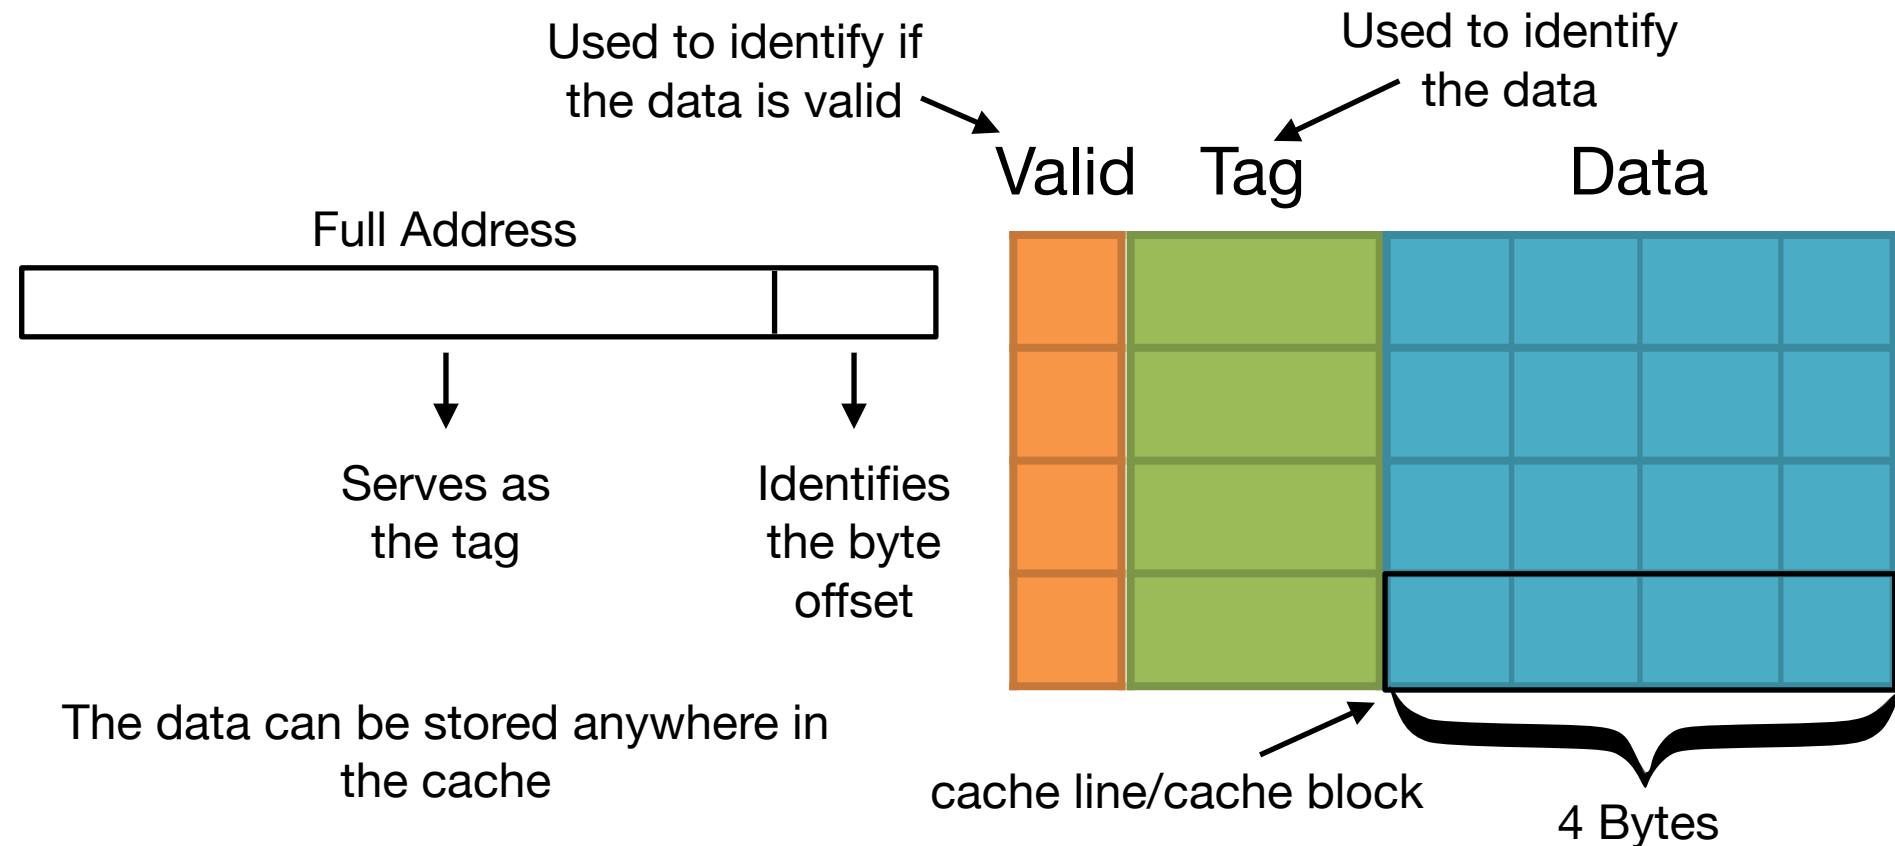 Used to identify if
the data is valid
Used to identify
the data
Valid
Tag
Data
Full Address
Serves as
the tag
Identifies
the byte
offset
The data can be stored anywhere in
the cache
cache line/cache block
4 Bytes